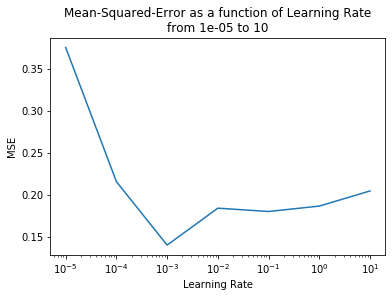 Mean-Squared-Error as a function of Learning Rate
from 1e-05 to 10
0.35
0.30
0.25
0.20
0.15
MSE
10⁻⁵ 10⁻⁴ 10⁻³ 10⁻² 10⁻¹ 10⁰ 10¹
Learning Rate